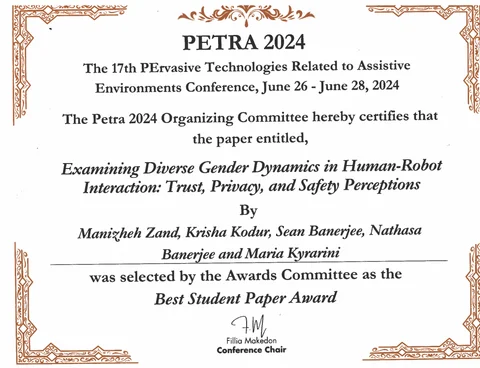 PETRA 2024
The 17th PErvasive Technologies Related to Assistive
Environments Conference, June 26 - June 28, 2024
The Petra 2024 Organizing Committee hereby certifies that
the paper entitled,
Examining Diverse Gender Dynamics in Human-Robot
Interaction: Trust, Privacy, and Safety Perceptions
By
Manizheh Zand, Krisha Kodur, Sean Banerjee, Nathasa
Banerjee and Maria Kyrarini
was selected by the Awards Committee as the
Best Student Paper Award
F.M
Fillia Makedon
Conference Chair